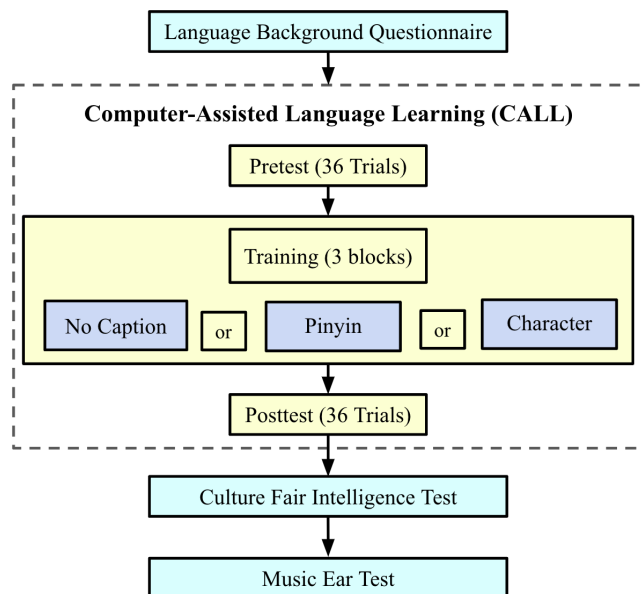 Language Background Questionnaire
Computer-Assisted Language Learning (CALL)
Pretest (36 Trials)
Training (3 blocks)
No Caption
or
Pinyin
or
Character
Posttest (36 Trials)
Culture Fair Intelligence Test
Music Ear Test